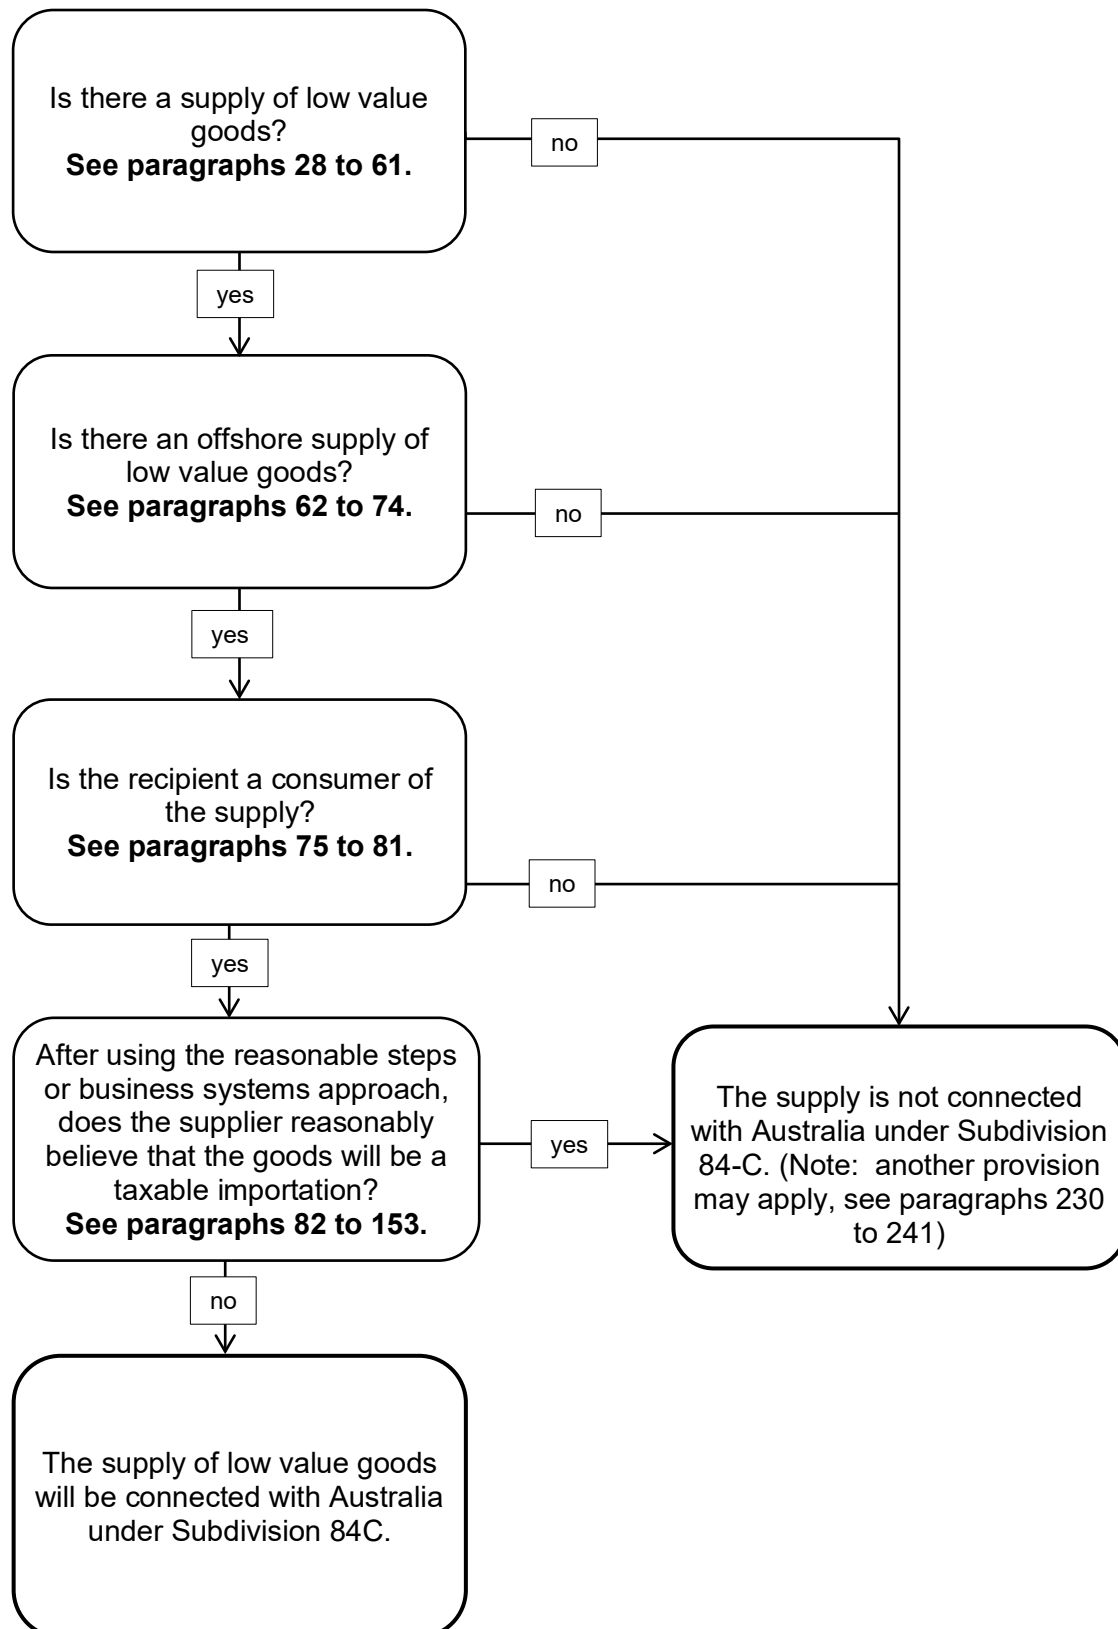 Is there a supply of low value
goods?
See paragraphs 28 to 61.
no
yes
Is there an offshore supply of
low value goods?
See paragraphs 62 to 74.
no
yes
Is the recipient a consumer of
the supply?
See paragraphs 75 to 81.
no
yes
After using the reasonable steps
or business systems approach,
does the supplier reasonably
believe that the goods will be a
taxable importation?
See paragraphs 82 to 153.
yes
The supply is not connected
with Australia under Subdivision
84-C. (Note:  another provision
may apply, see paragraphs 230
to 241)
no
The supply of low value goods
will be connected with Australia
under Subdivision 84C.